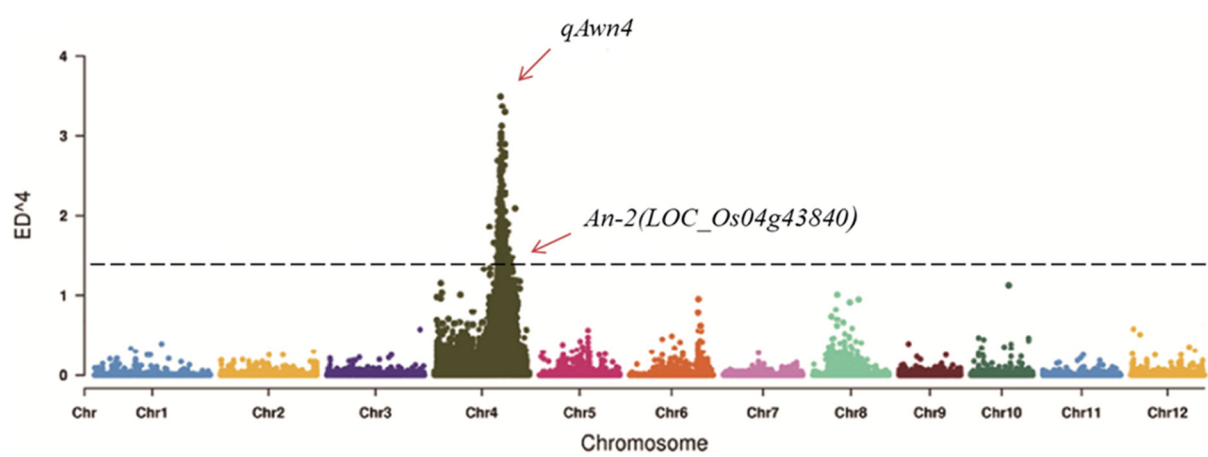 qAwn4
4
3
An-2(LOC_Os04g43840)
2
ED^4
1
0
Chr Chr1 Chr2 Chr3 Chr4 Chr5 Chr6 Chr7 Chr8 Chr9 Chr10 Chr11 Chr12
Chromosome